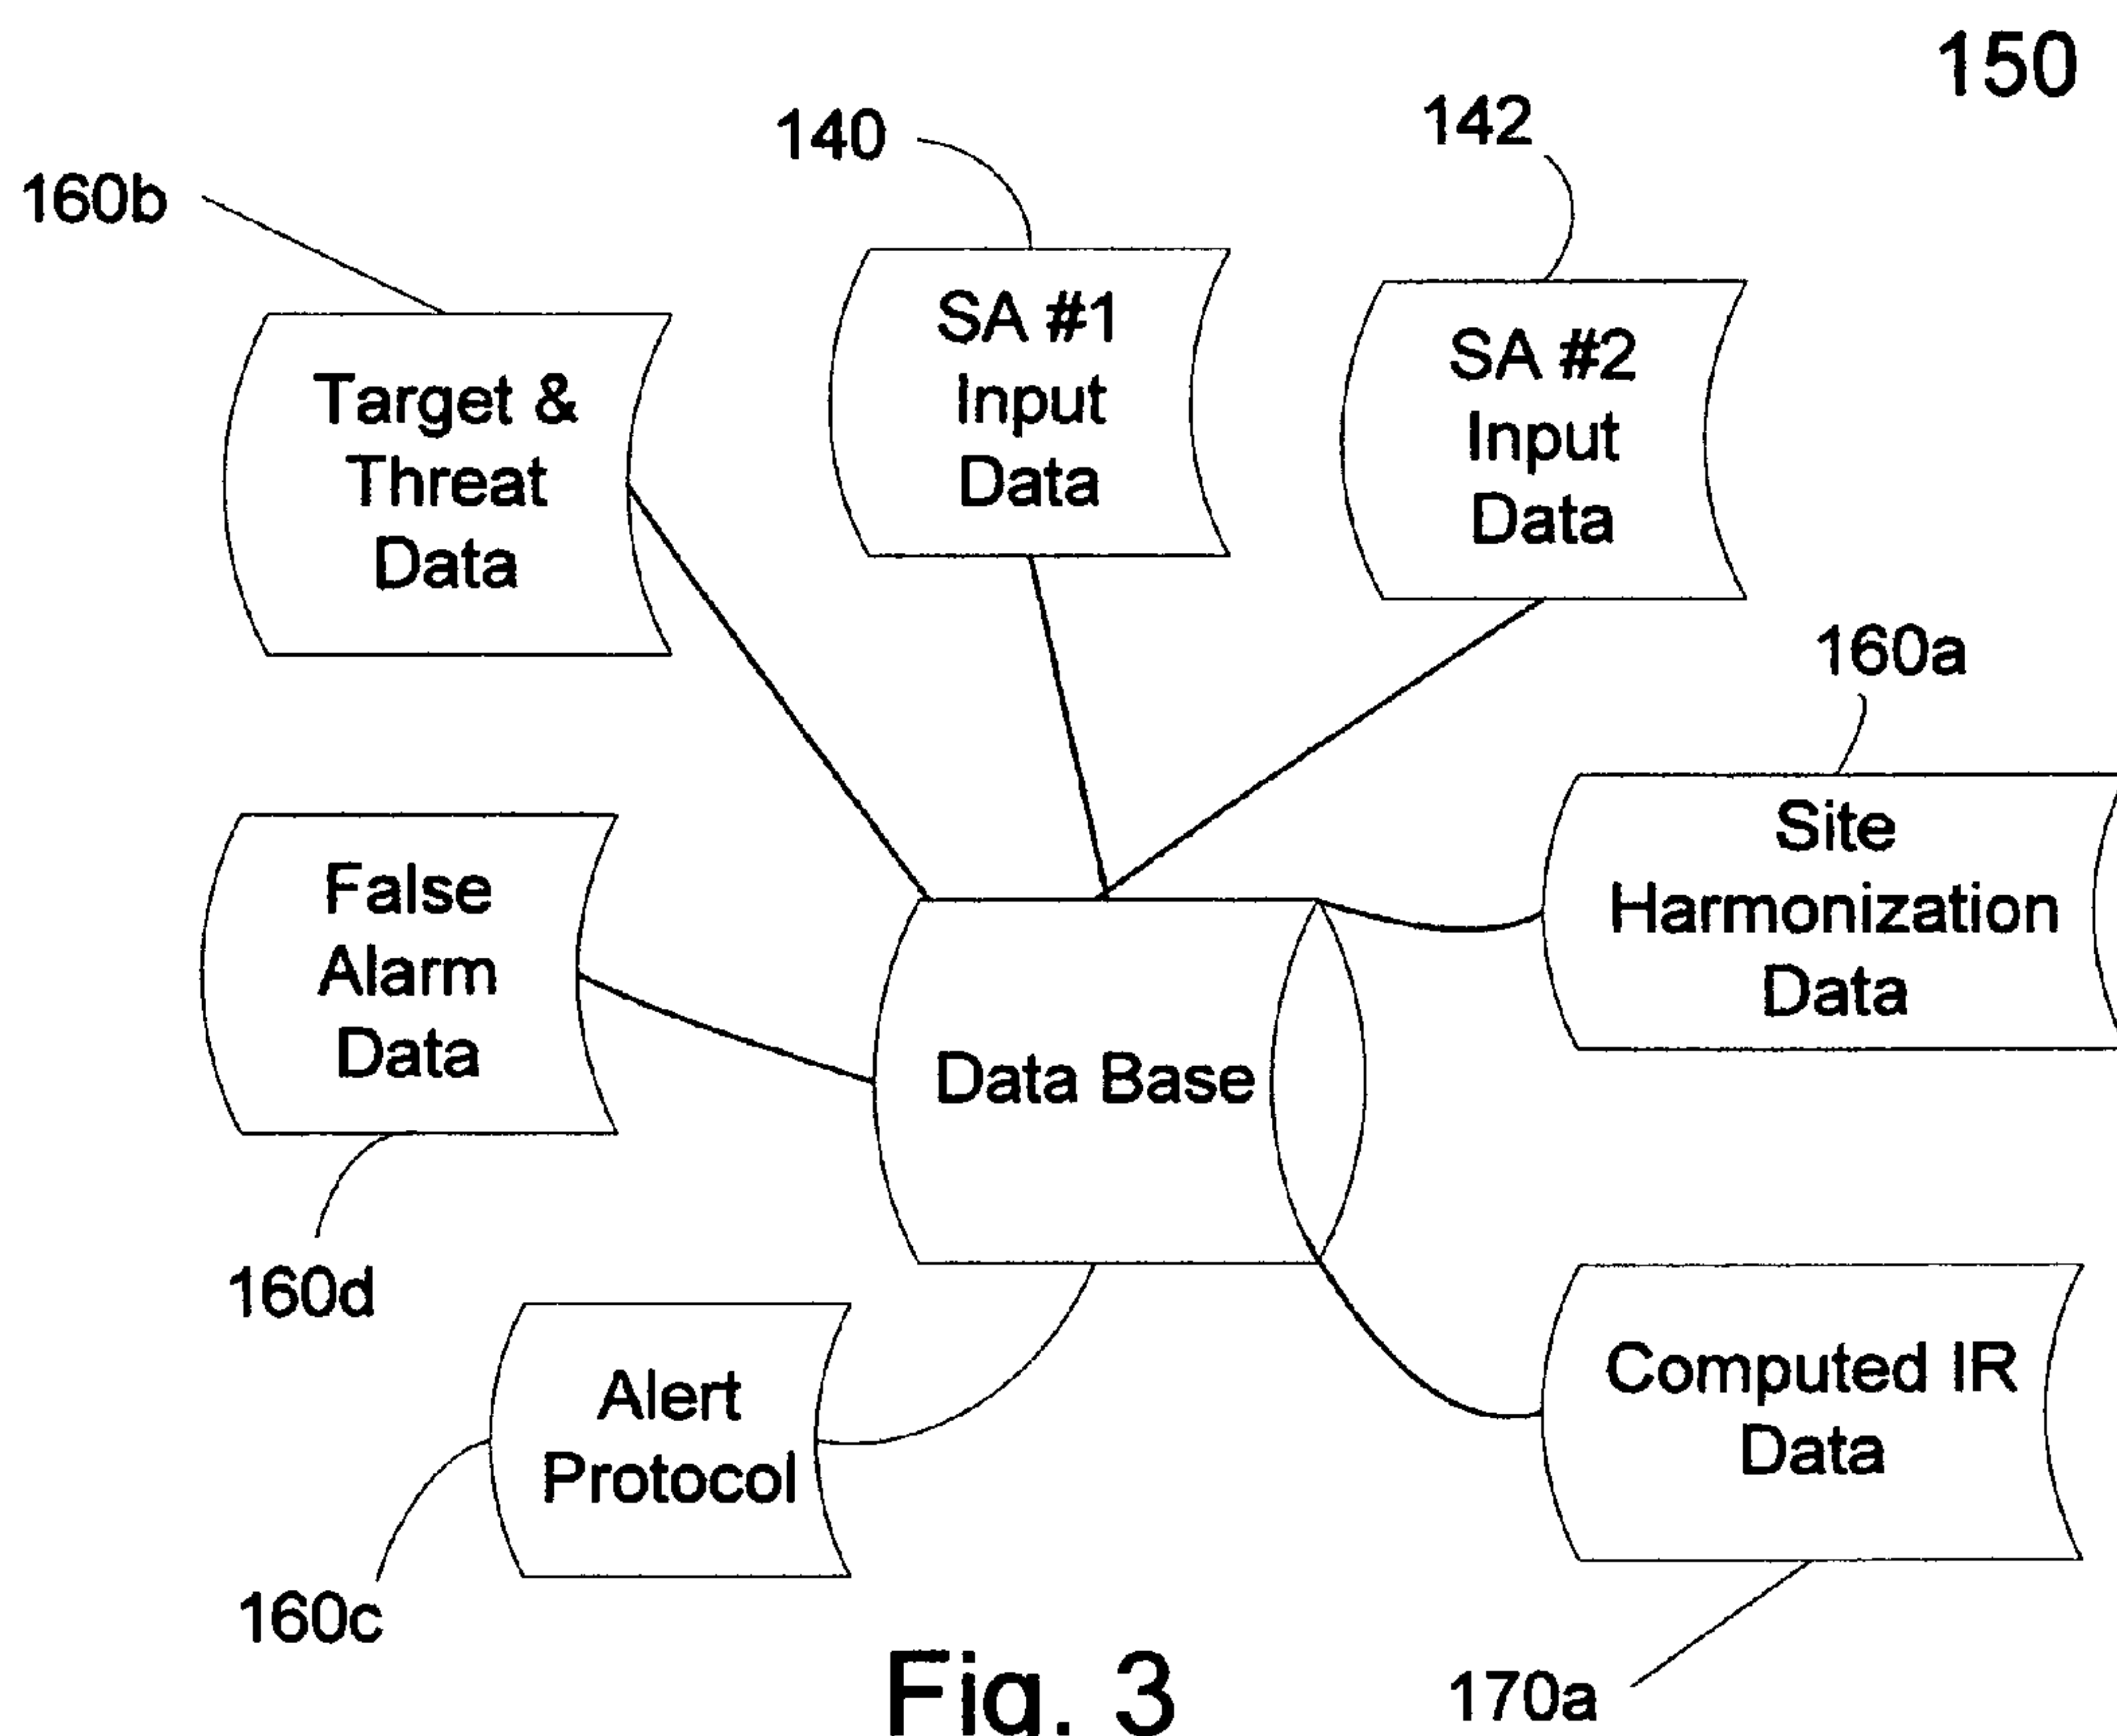 150
140
142
160b
SA #1
Input
Data
SA #2
Input
Data
Target &
Threat
Data
160a
Site
Harmonization
Data
False
Alarm
Data
Data Base
160d
Alert
Protocol
Computed IR
Data
160c
170a
Fig. 3